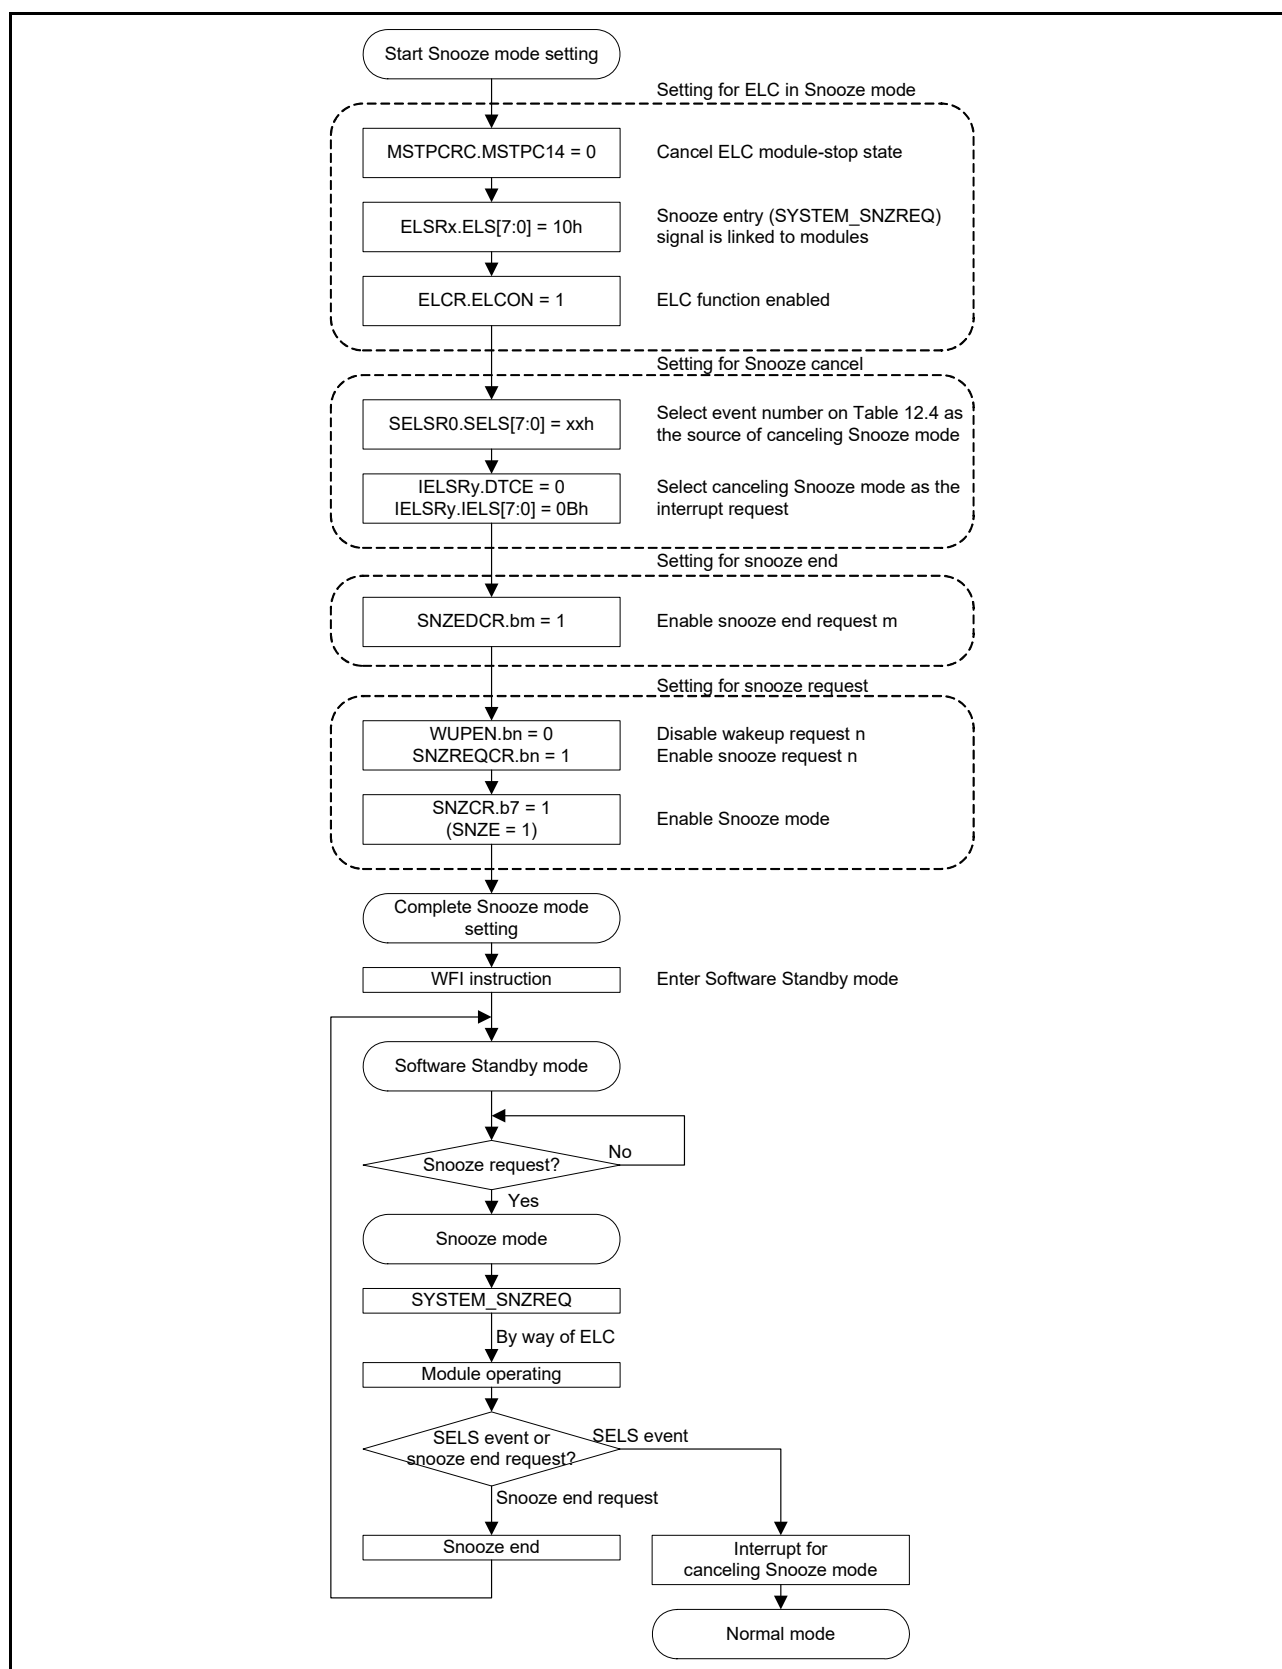 Start Snooze mode setting
Setting for ELC in Snooze mode
MSTPCRC.MSTPC14 = 0
Cancel ELC module-stop state
ELSRx.ELS[7:0] = 10h
Snooze entry (SYSTEM_SNZREQ)
signal is linked to modules
ELCR.ELCON = 1
ELC function enabled
Setting for Snooze cancel
SELSR0.SELS[7:0] = xxh
Select event number on Table 12.4 as
the source of canceling Snooze mode
IELSRy.DTCE = 0
IELSRy.IELS[7:0] = 0Bh
Select canceling Snooze mode as the
interrupt request
Setting for snooze end
SNZEDCR.bm = 1
Enable snooze end request m
Setting for snooze request
WUPEN.bn = 0
SNZREQCR.bn = 1
Disable wakeup request n
Enable snooze request n
SNZCR.b7 = 1
(SNZE = 1)
Enable Snooze mode
Complete Snooze mode
setting
WFI instruction
Enter Software Standby mode
Software Standby mode
Snooze request?
No
Yes
Snooze mode
SYSTEM_SNZREQ
By way of ELC
Module operating
SELS event or
snooze end request?
SELS event
Snooze end request
Snooze end
Interrupt for
canceling Snooze mode
Normal mode